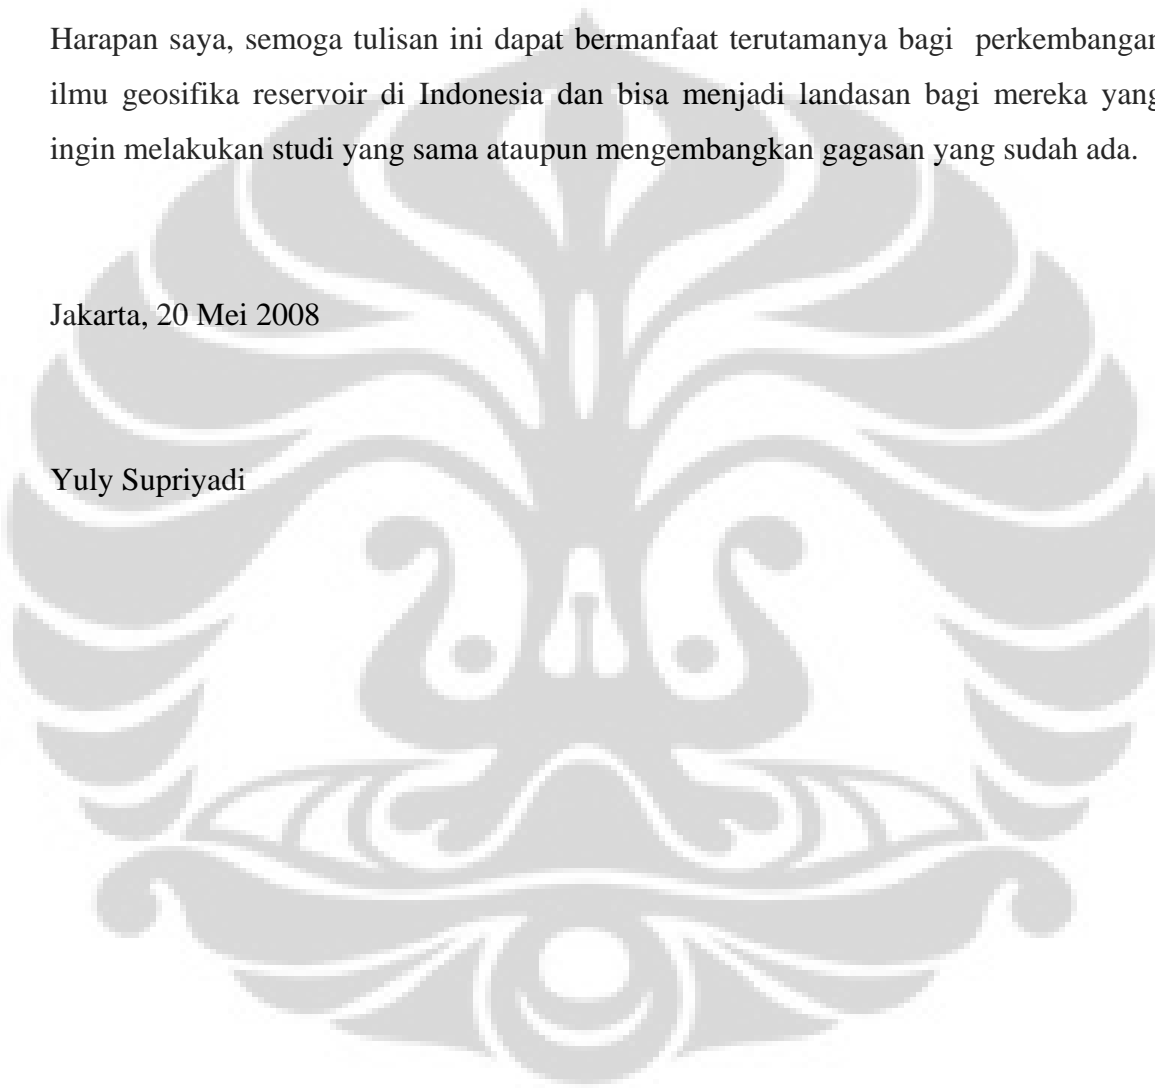 Harapan saya, semoga tulisan ini dapat bermanfaat terutamanya bagi perkembangan
ilmu geosifika reservoir di Indonesia dan bisa menjadi landasan bagi mereka yang
ingin melakukan studi yang sama ataupun mengembangkan gagasan yang sudah ada.
Jakarta, 20 Mei 2008
Yuly Supriyadi